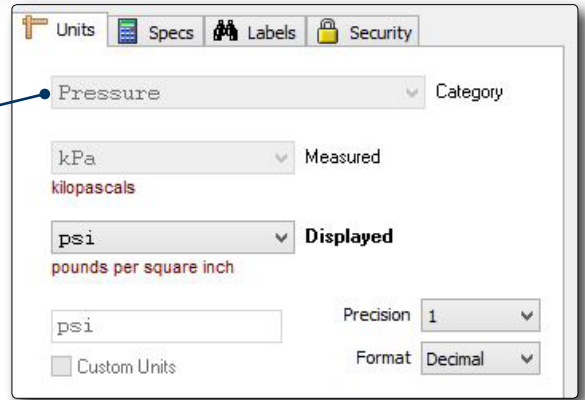 Units Specs Labels Security
Pressure Category
kPa Measured
kilopascals
psi Displayed
pounds per square inch
psi Precision 1
Custom Units Format Decimal